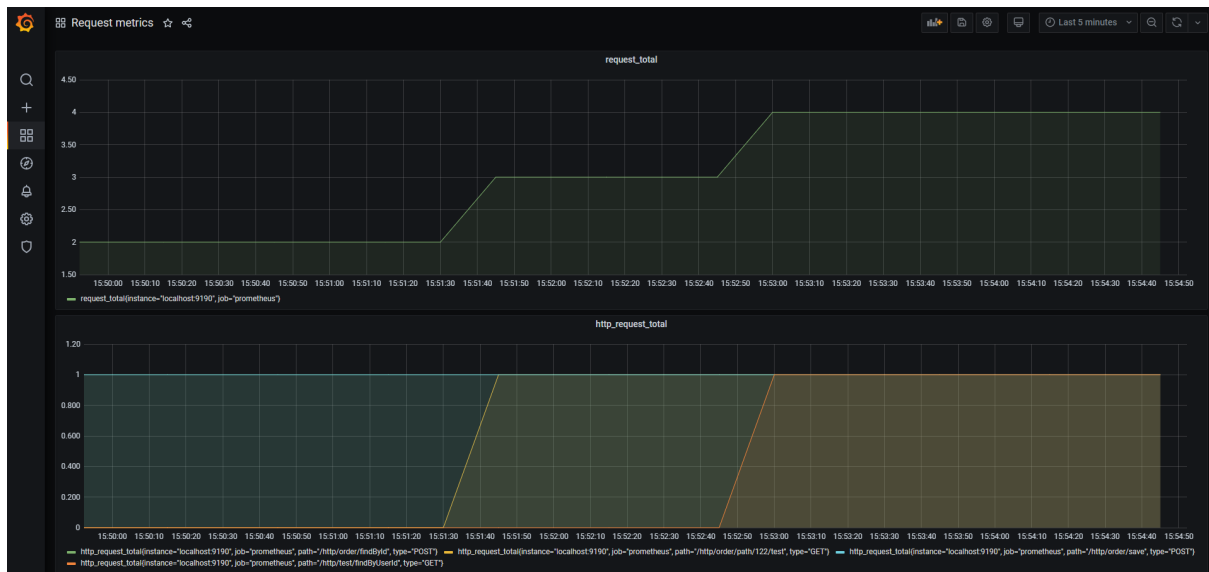 Request metrics
Last 5 minutes
request_total
4.50
4
3.50
3
2.50
2
1.50
15:50:00 15:50:10 15:50:20 15:50:30 15:50:40 15:50:50 15:51:00 15:51:10 15:51:20 15:51:30 15:51:40 15:51:50 15:52:00 15:52:10 15:52:20 15:52:30 15:52:40 15:52:50 15:53:00 15:53:10 15:53:20 15:53:30 15:53:40 15:53:50 15:54:00 15:54:10 15:54:20 15:54:30 15:54:40 15:54:50
request_total{instance="localhost:9190", job="prometheus"}
http_request_total
1.20
1
0.800
0.600
0.400
0.200
0
15:50:00 15:50:10 15:50:20 15:50:30 15:50:40 15:50:50 15:51:00 15:51:10 15:51:20 15:51:30 15:51:40 15:51:50 15:52:00 15:52:10 15:52:20 15:52:30 15:52:40 15:52:50 15:53:00 15:53:10 15:53:20 15:53:30 15:53:40 15:53:50 15:54:00 15:54:10 15:54:20 15:54:30 15:54:40 15:54:50
http_request_total{instance="localhost:9190", job="prometheus", path="/http/order/findById", type="POST"} http_request_total{instance="localhost:9190", job="prometheus", path="/http/order/path/122/test", type="GET"} http_request_total{instance="localhost:9190", job="prometheus", path="/http/order/save", type="POST"}
http_request_total{instance="localhost:9190", job="prometheus", path="/http/test/findByUserId", type="GET"}